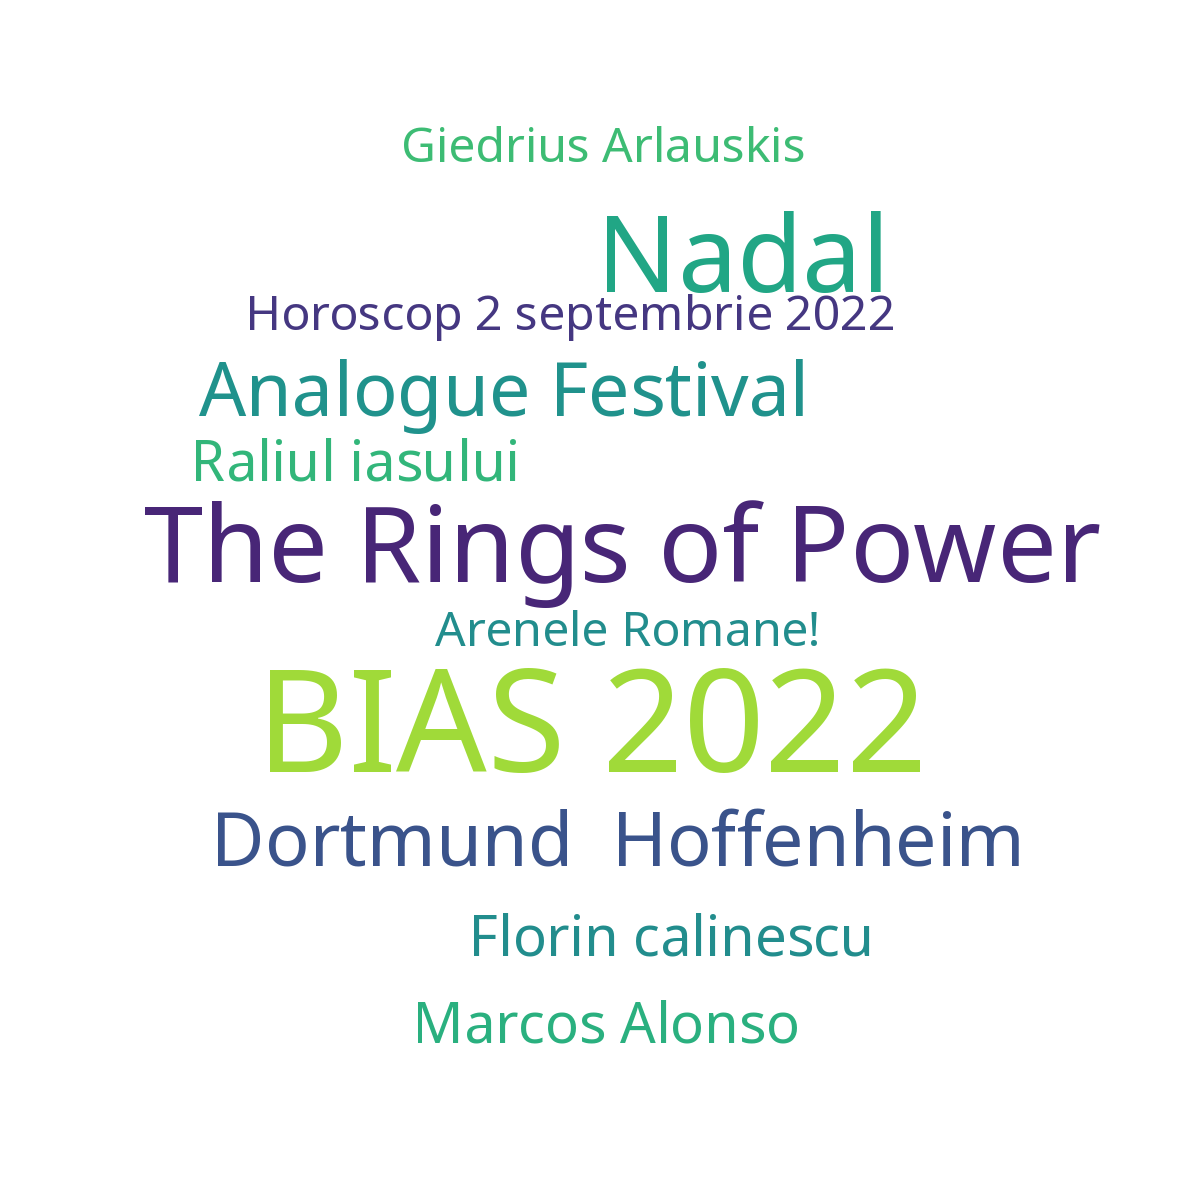 Giedrius Arlauskis
Nadal
Horoscop 2 septembrie 2022
Analogue Festival
Raliul iasului
The Rings of Power
Arenele Romane!
BIAS 2022
Dortmund  Hoffenheim
Florin calinescu
Marcos Alonso